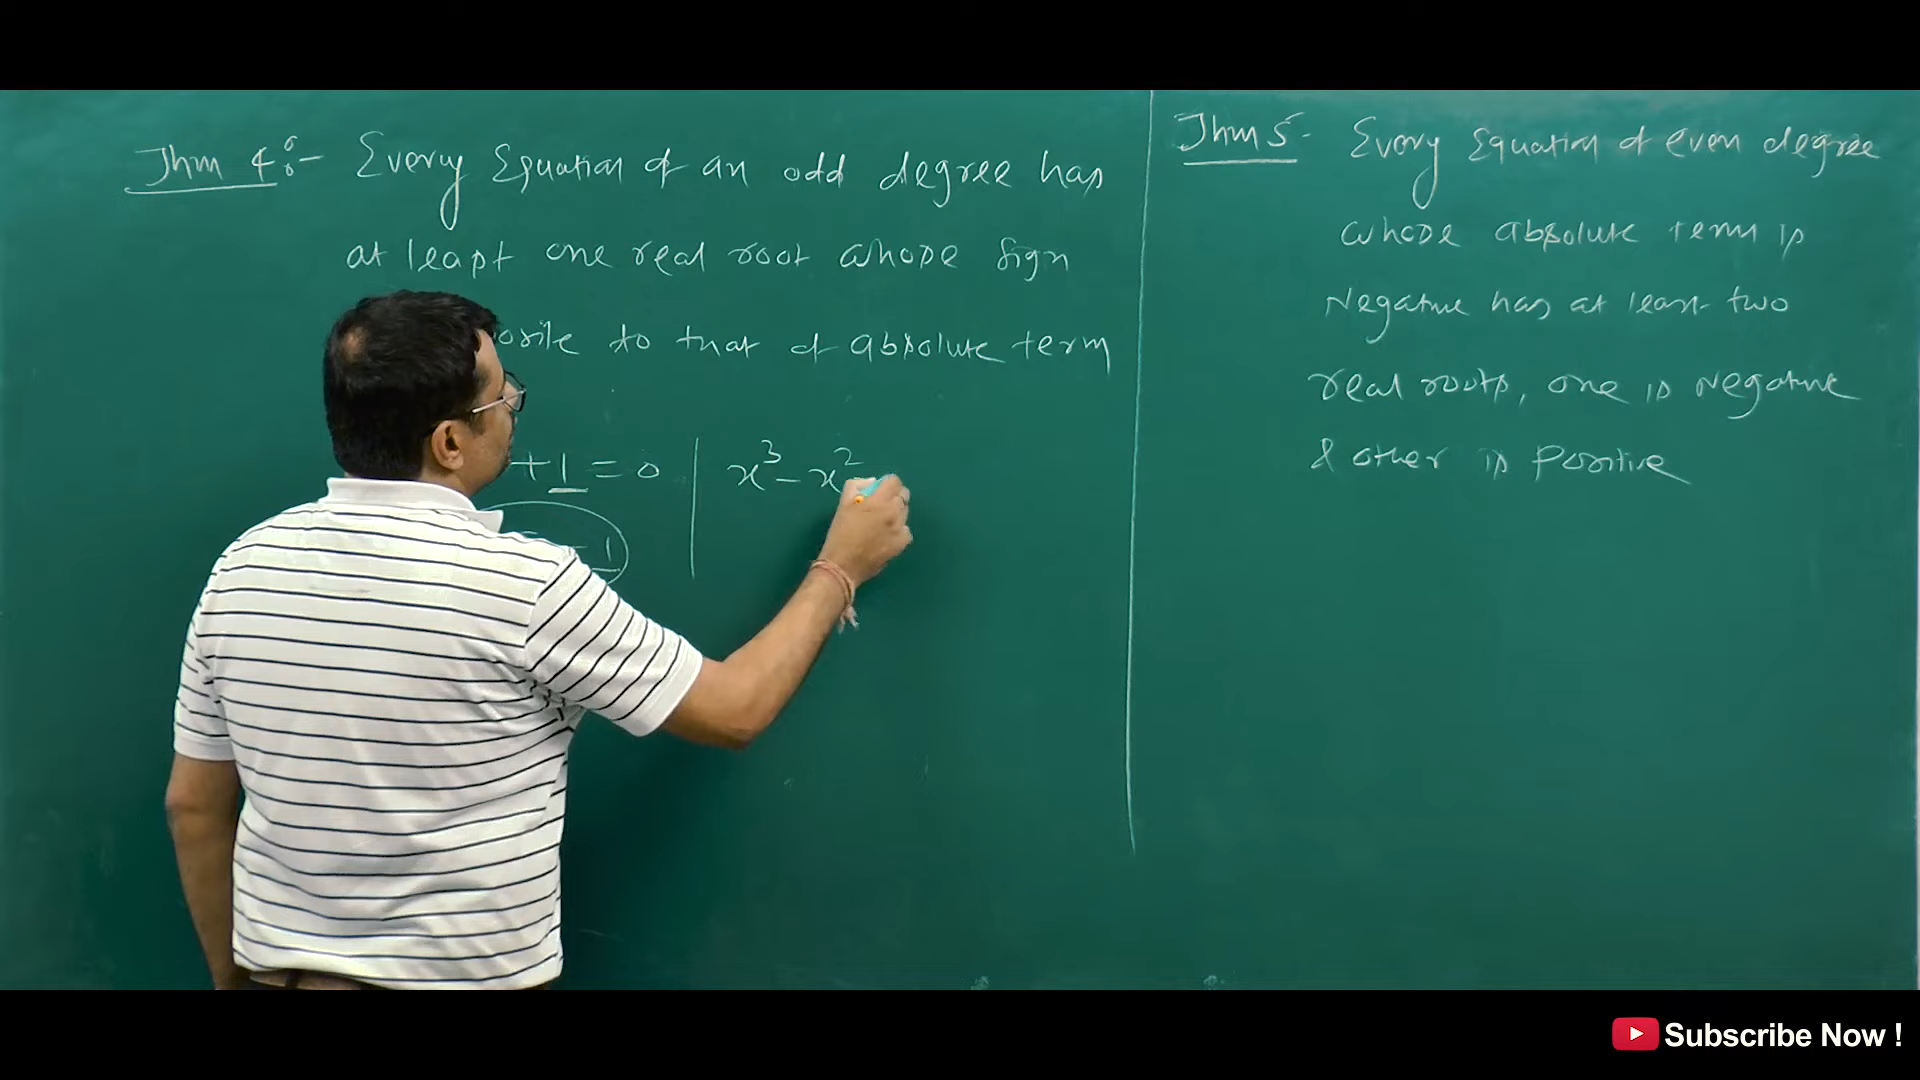 Thm 4:- Every Equation of an odd degree has
at least one real root whose sign
to that of absolute term
+1 = 0 | x³ - x²
= -1
Thm 5- Every Equation of even degree
whose absolute term is
Negative has at least two
real roots, one is Negative
& other is positive
Subscribe Now !